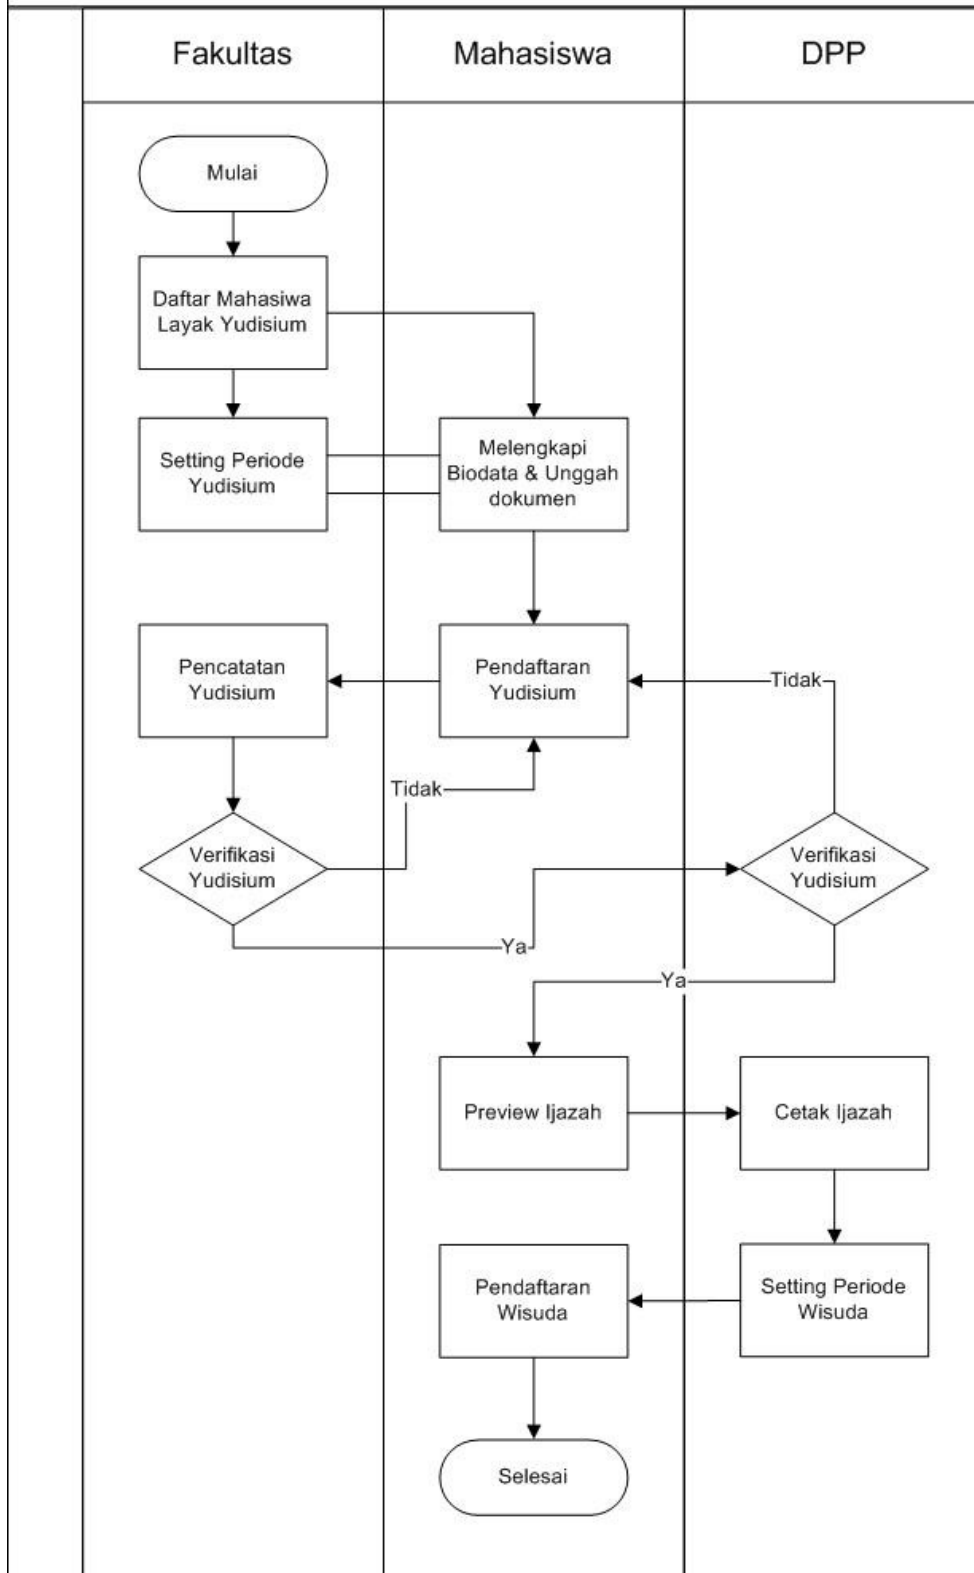 Fakultas
Mahasiswa
DPP
Mulai
Daftar Mahasiwa
Layak Yudisium
Setting Periode
Yudisium
Melengkapi
Biodata & Unggah
dokumen
Pencatatan
Yudisium
Pendaftaran
Yudisium
Tidak
Tidak
Verifikasi
Yudisium
Verifikasi
Yudisium
Ya
Ya
Preview Ijazah
Cetak Ijazah
Pendaftaran
Wisuda
Setting Periode
Wisuda
Selesai